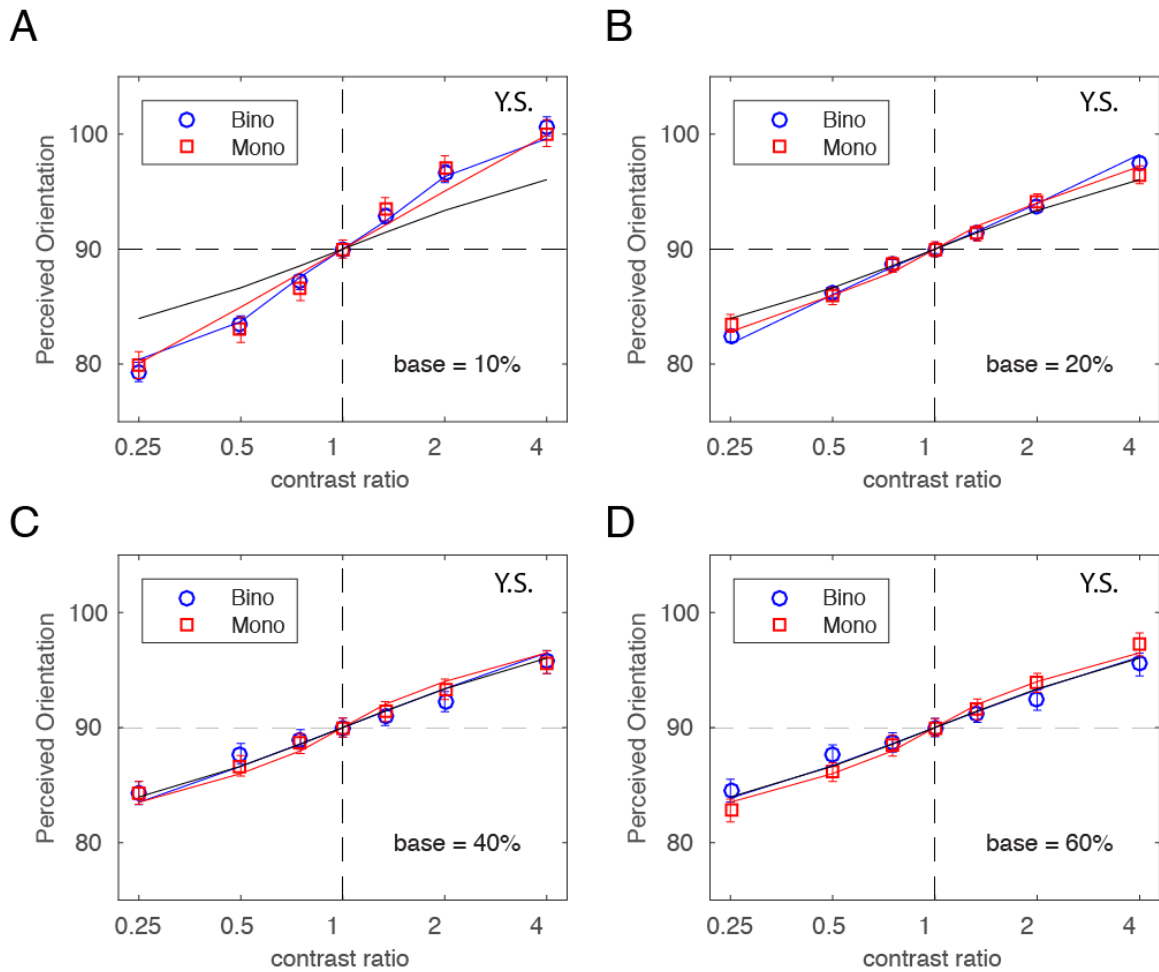 A
Y.S.
Bino
Mono
100
90
80
Perceived Orientation
base = 10%
0.25 0.5 1 2 4
contrast ratio
B
Y.S.
Bino
Mono
100
90
80
Perceived Orientation
base = 20%
0.25 0.5 1 2 4
contrast ratio
C
Y.S.
Bino
Mono
100
90
80
Perceived Orientation
base = 40%
0.25 0.5 1 2 4
contrast ratio
D
Y.S.
Bino
Mono
100
90
80
Perceived Orientation
base = 60%
0.25 0.5 1 2 4
contrast ratio